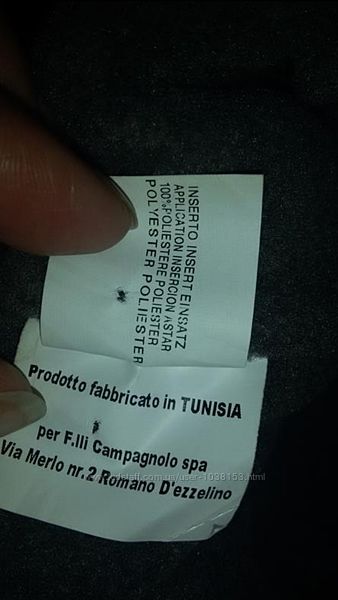 INSERTO INSERT EINSATZ
APPLICATION INSERCION ASTAR
100%POLIESTERE POLIESTER
POLYESTER POLIESTER
Prodotto fabbricato in TUNISIA
per F.lli Campagnolo spa
Via Merlo nr.2 Romano D'ezzelino